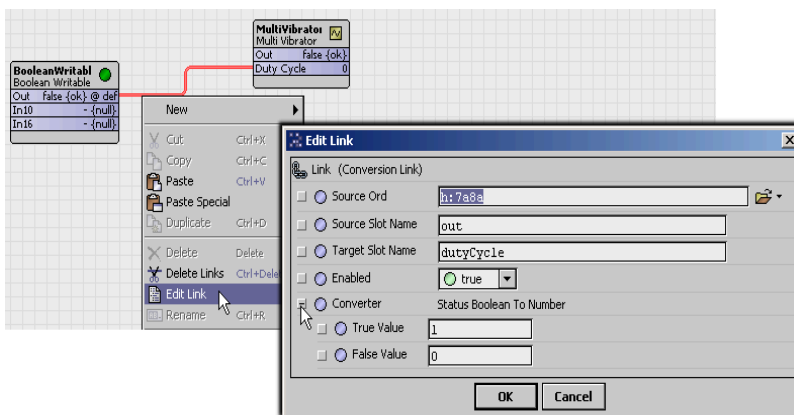 MultiVibrator
Multi Vibrator
Out false {ok}
Duty Cycle 0
BooleanWritabl
Boolean Writable
Out false {ok} @ def
In10 - {null}
In16 - {null}
New
Cut Ctrl+X
Copy Ctrl+C
Paste Ctrl+V
Paste Special
Duplicate Ctrl+D
Delete Delete
Delete Links Ctrl+Dele
Edit Link
Rename Ctrl+R
Edit Link
Link (Conversion Link)
Source Ord h:7a8a
Source Slot Name out
Target Slot Name dutyCycle
Enabled true
Converter Status Boolean To Number
True Value 1
False Value 0
OK Cancel